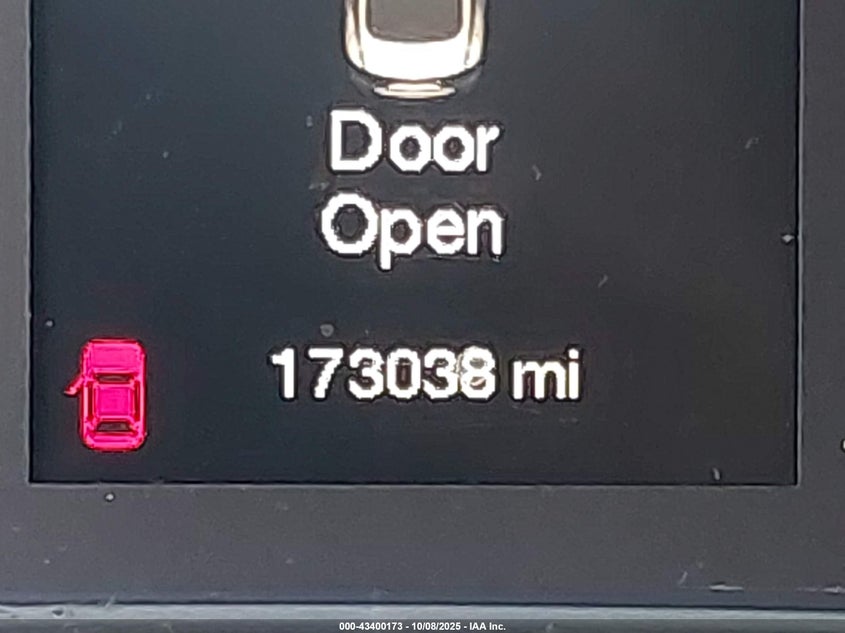 Door
Open
173038 mi
000-43400173 - 10/08/2025 - IAA Inc.